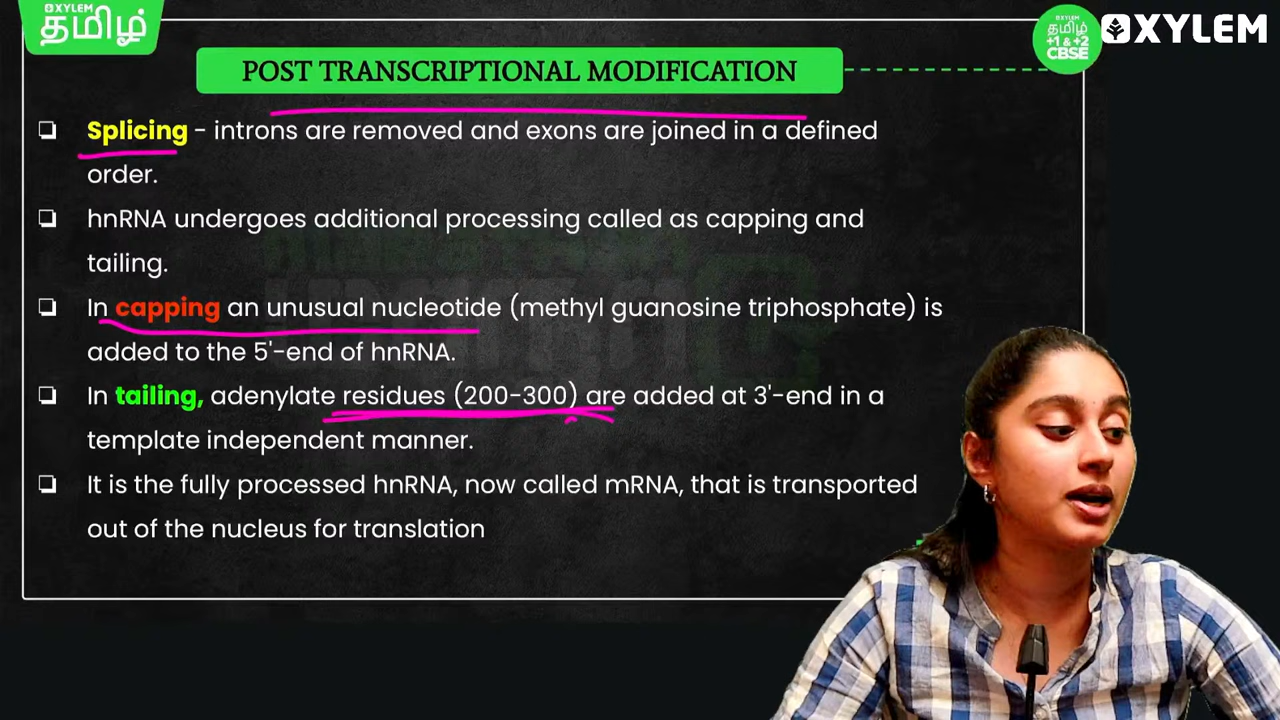 OXYLEM
தமிழ்
OXYLEM
தமிழ்
+1 & +2
CBSE
OXYLEM
POST TRANSCRIPTIONAL MODIFICATION
Splicing - introns are removed and exons are joined in a defined
order.
hnRNA undergoes additional processing called as capping and
tailing.
In capping an unusual nucleotide (methyl guanosine triphosphate) is
added to the 5'-end of hnRNA.
In tailing, adenylate residues (200-300) are added at 3'-end in a
template independent manner.
It is the fully processed hnRNA, now called mRNA, that is transported
out of the nucleus for translation